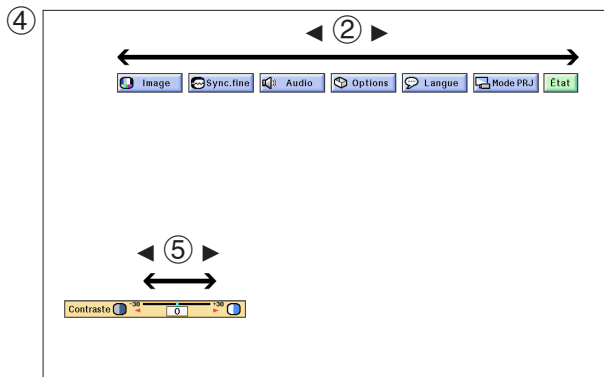 ④
◄ ② ►
Image Sync.fine Audio Options Langue Mode PRJ État
◄ ⑤ ►
Contraste -30 0 +30